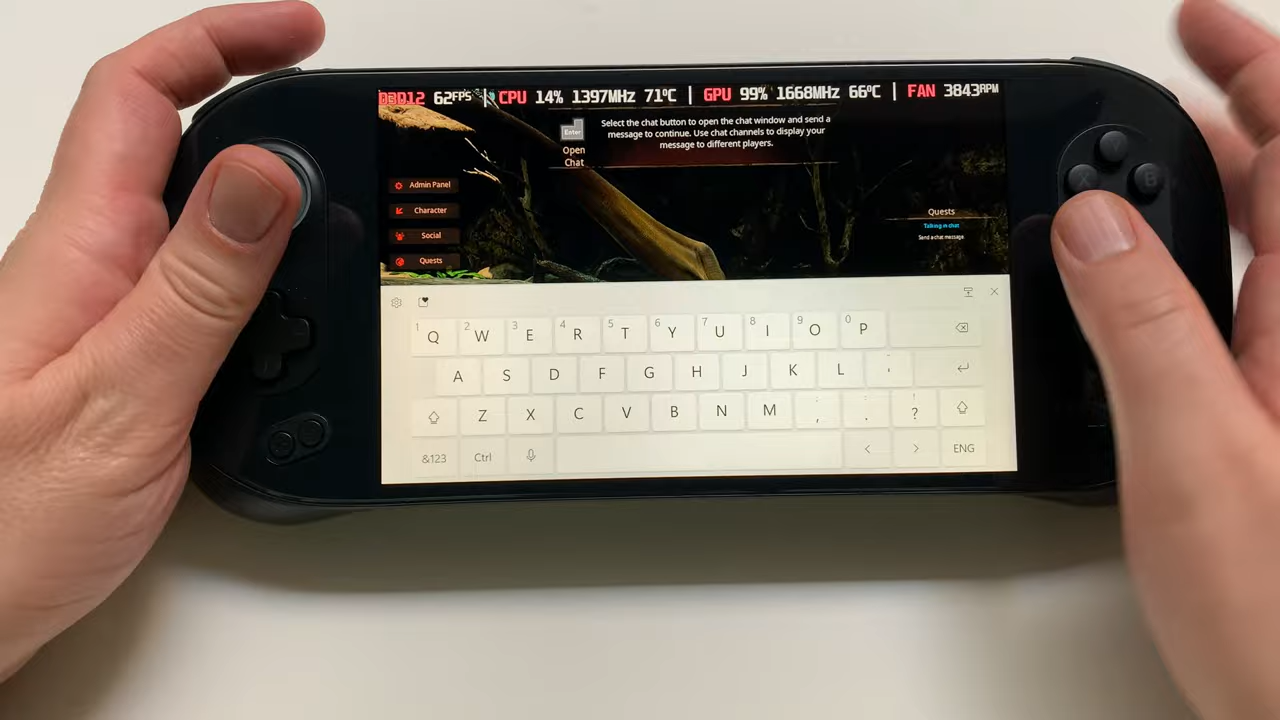 D3D12 62FPS | CPU 14% 1397MHz 71°C | GPU 99% 1668MHz 66°C | FAN 3843RPM
Select the chat button to open the chat window and send a
message to continue. Use chat channels to display your
message to different players.
Enter
Open
Chat
Admin Panel
Character
Social
Quests
Quests
Talking in chat
Send a chat message
1 Q 2 W 3 E 4 R 5 T 6 Y 7 U 8 I 9 O 0 P
A S D F G H J K L '
Z X C V B N M ; , : . ! ?
&123 Ctrl < > ENG
Y
X B